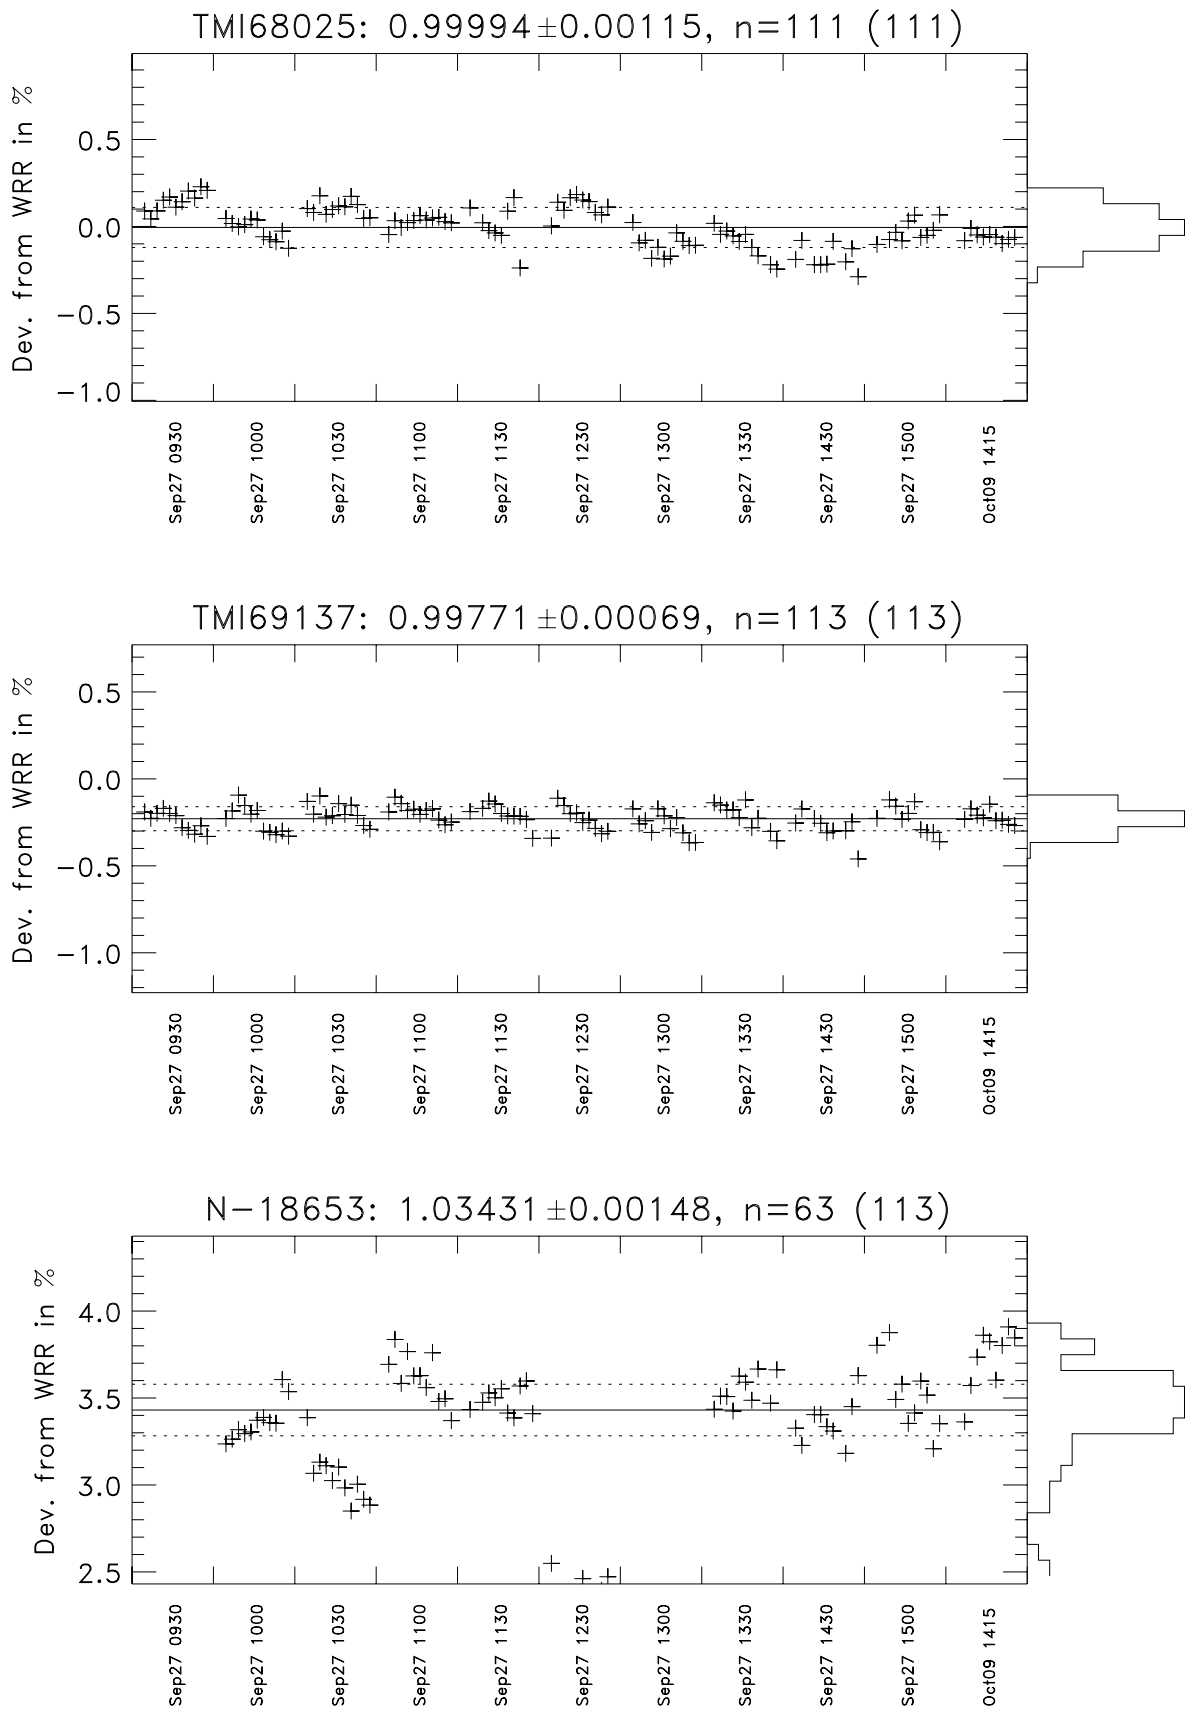 TMI68025: 0.99994±0.00115, n=111 (111)
Dev. from WRR in %
0.5
0.0
−0.5
−1.0
Sep27 0930
Sep27 1000
Sep27 1030
Sep27 1100
Sep27 1130
Sep27 1230
Sep27 1300
Sep27 1330
Sep27 1430
Sep27 1500
Oct09 1415
TMI69137: 0.99771±0.00069, n=113 (113)
Dev. from WRR in %
0.5
0.0
−0.5
−1.0
Sep27 0930
Sep27 1000
Sep27 1030
Sep27 1100
Sep27 1130
Sep27 1230
Sep27 1300
Sep27 1330
Sep27 1430
Sep27 1500
Oct09 1415
N−18653: 1.03431±0.00148, n=63 (113)
Dev. from WRR in %
4.0
3.5
3.0
2.5
Sep27 0930
Sep27 1000
Sep27 1030
Sep27 1100
Sep27 1130
Sep27 1230
Sep27 1300
Sep27 1330
Sep27 1430
Sep27 1500
Oct09 1415